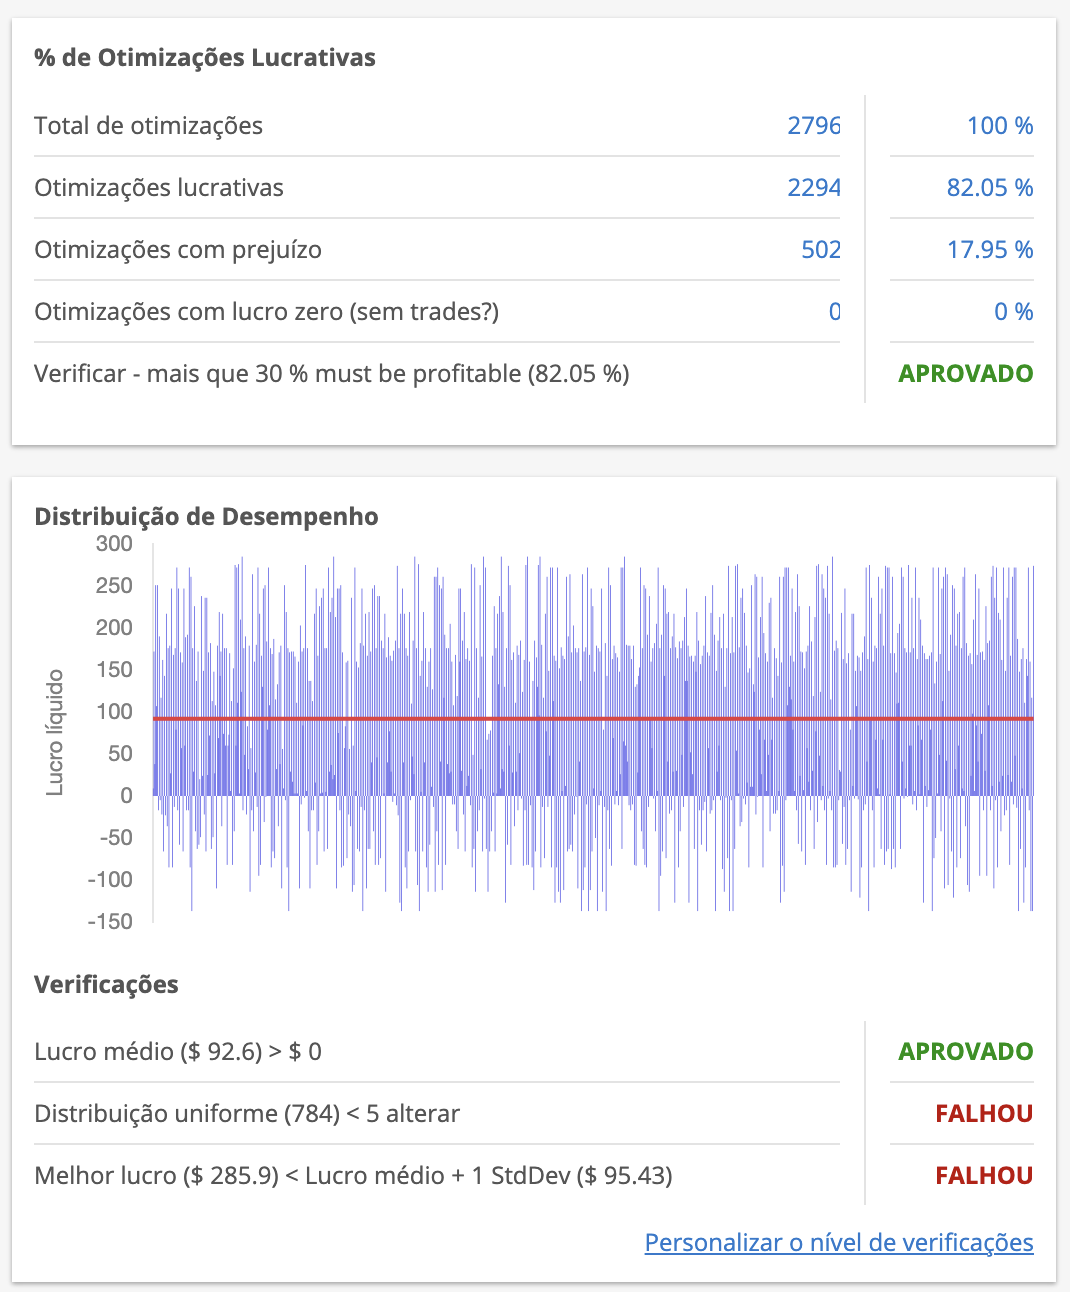 % de Otimizações Lucrativas
Total de otimizações 2796 100 %
Otimizações lucrativas 2294 82.05 %
Otimizações com prejuízo 502 17.95 %
Otimizações com lucro zero (sem trades?) 0 0 %
Verificar - mais que 30 % must be profitable (82.05 %) APROVADO
Distribuição de Desempenho
300
250
200
150
100
50
0
-50
-100
-150
Lucro líquido
Verificações
Lucro médio ($ 92.6) > $ 0 APROVADO
Distribuição uniforme (784) < 5 alterar FALHOU
Melhor lucro ($ 285.9) < Lucro médio + 1 StdDev ($ 95.43) FALHOU
Personalizar o nível de verificações